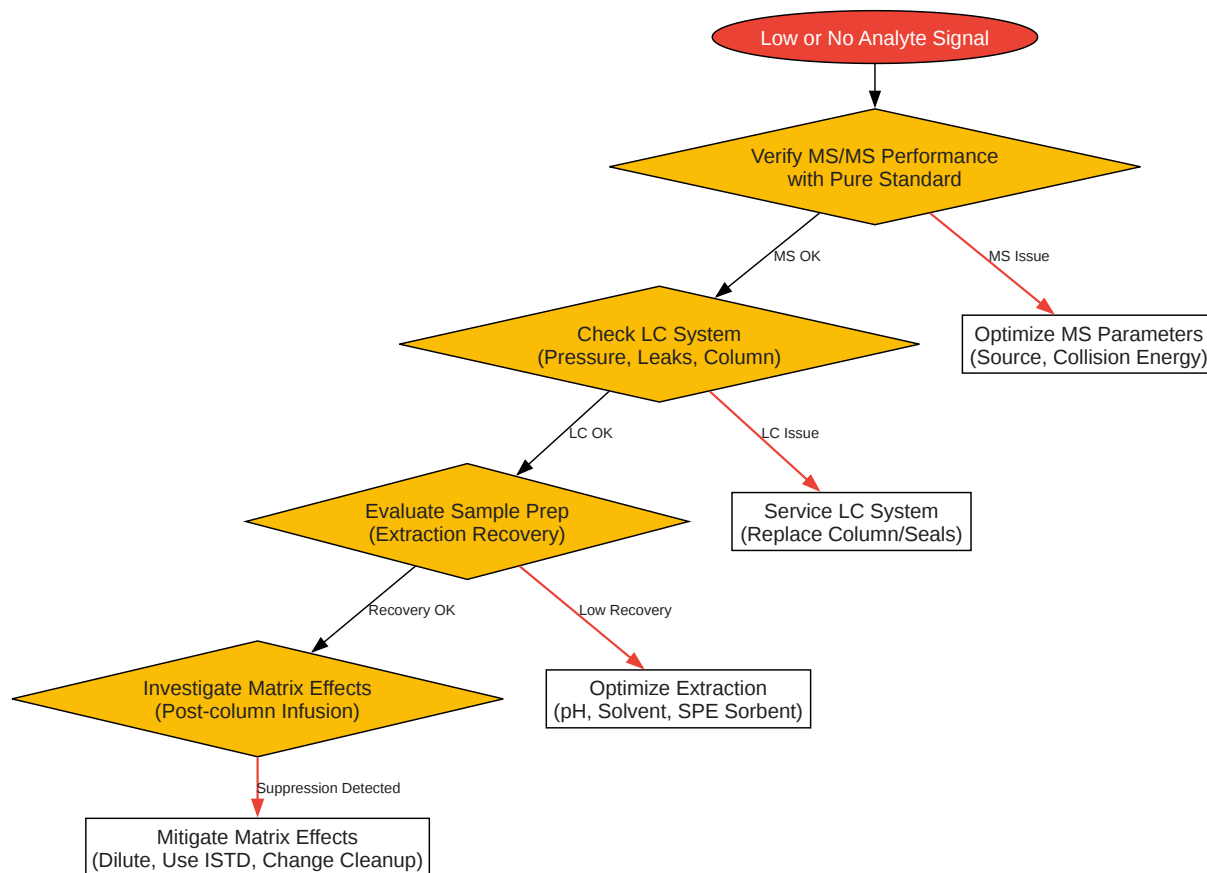 Low or No Analyte Signal
Verify MS/MS Performance
with Pure Standard
MS OK
MS Issue
Check LC System
(Pressure, Leaks, Column)
Optimize MS Parameters
(Source, Collision Energy)
LC OK
LC Issue
Evaluate Sample Prep
(Extraction Recovery)
Service LC System
(Replace Column/Seals)
Recovery OK
Low Recovery
Investigate Matrix Effects
(Post-column Infusion)
Optimize Extraction
(pH, Solvent, SPE Sorbent)
Suppression Detected
Mitigate Matrix Effects
(Dilute, Use ISTD, Change Cleanup)